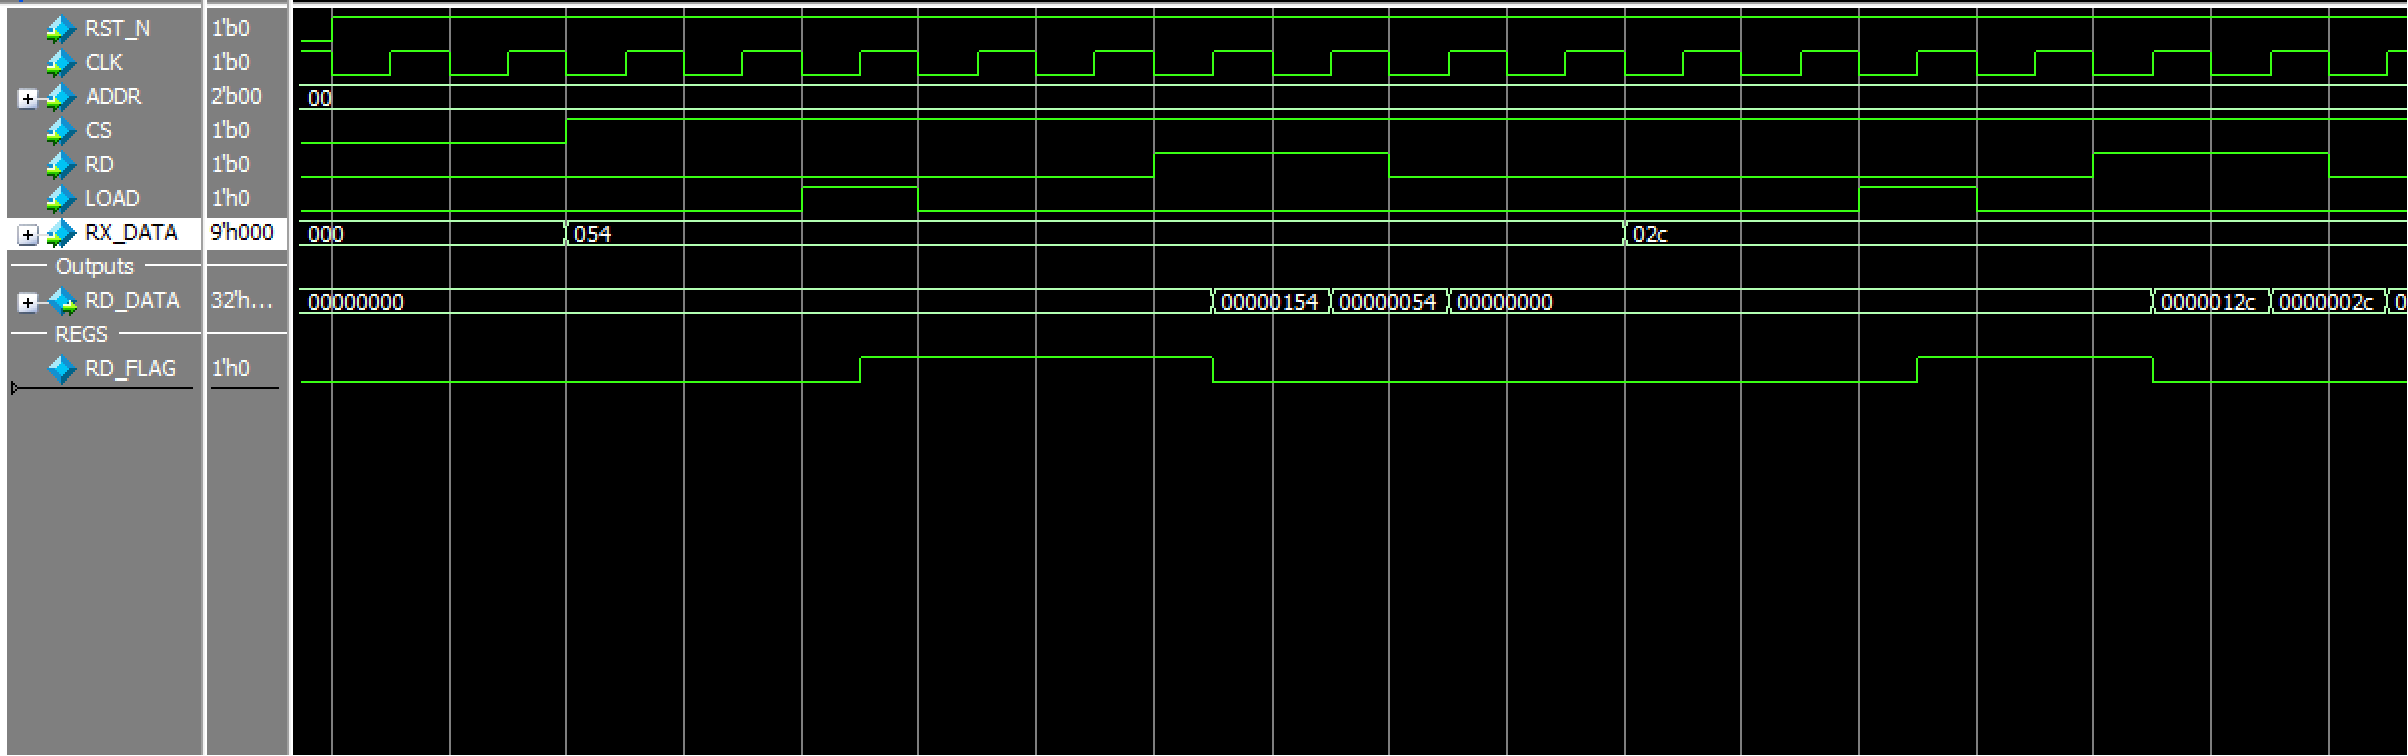 RST_N 1'b0
CLK 1'b0
ADDR 2'b00 00
CS 1'b0
RD 1'b0
LOAD 1'h0
RX_DATA 9'h000 000 054 02c
Outputs
RD_DATA 32'h... 00000000 00000154 00000054 00000000 0000012c 0000002c 0
REGS
RD_FLAG 1'h0